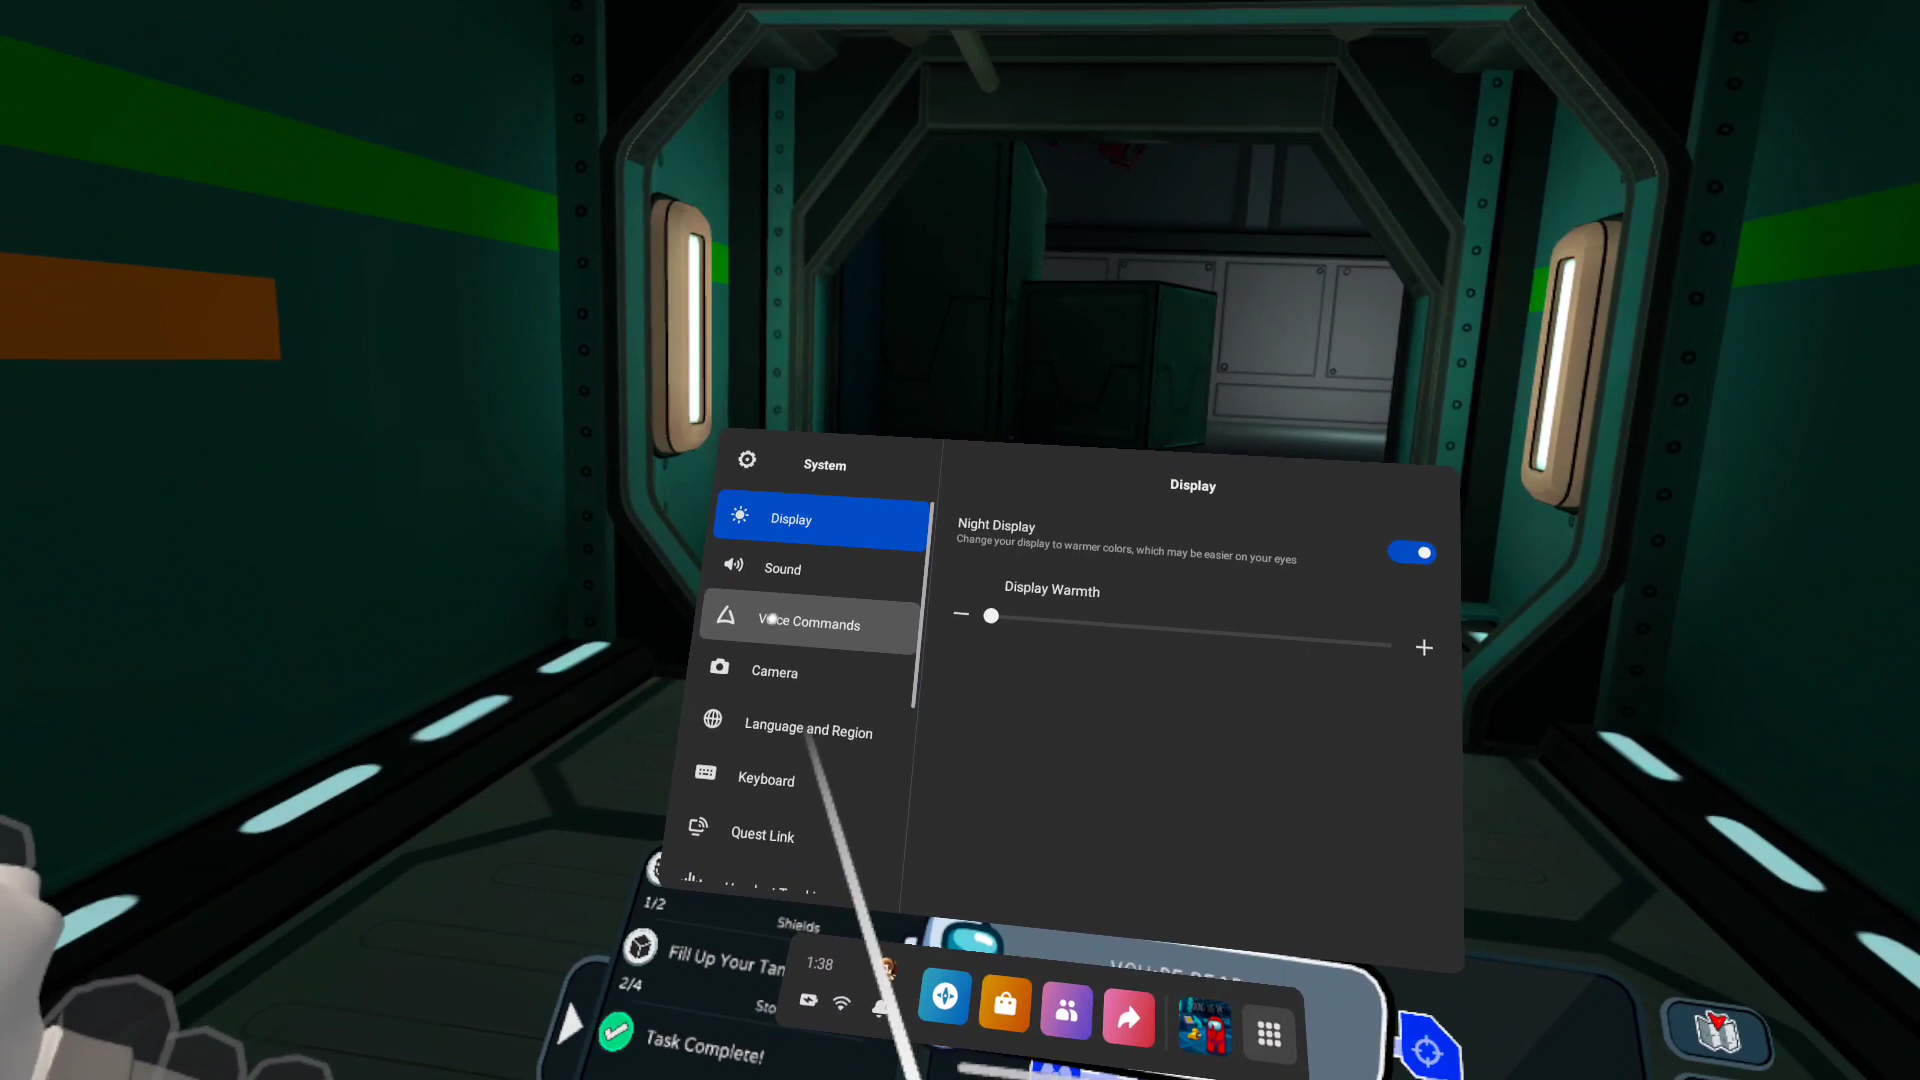 System
Display
Sound
Voice Commands
Camera
Language and Region
Keyboard
Quest Link
Display
Night Display
Change your display to warmer colors, which may be easier on your eyes
Display Warmth
1/2
Shields
Fill Up Your
2/4
Task Complete!
1:38